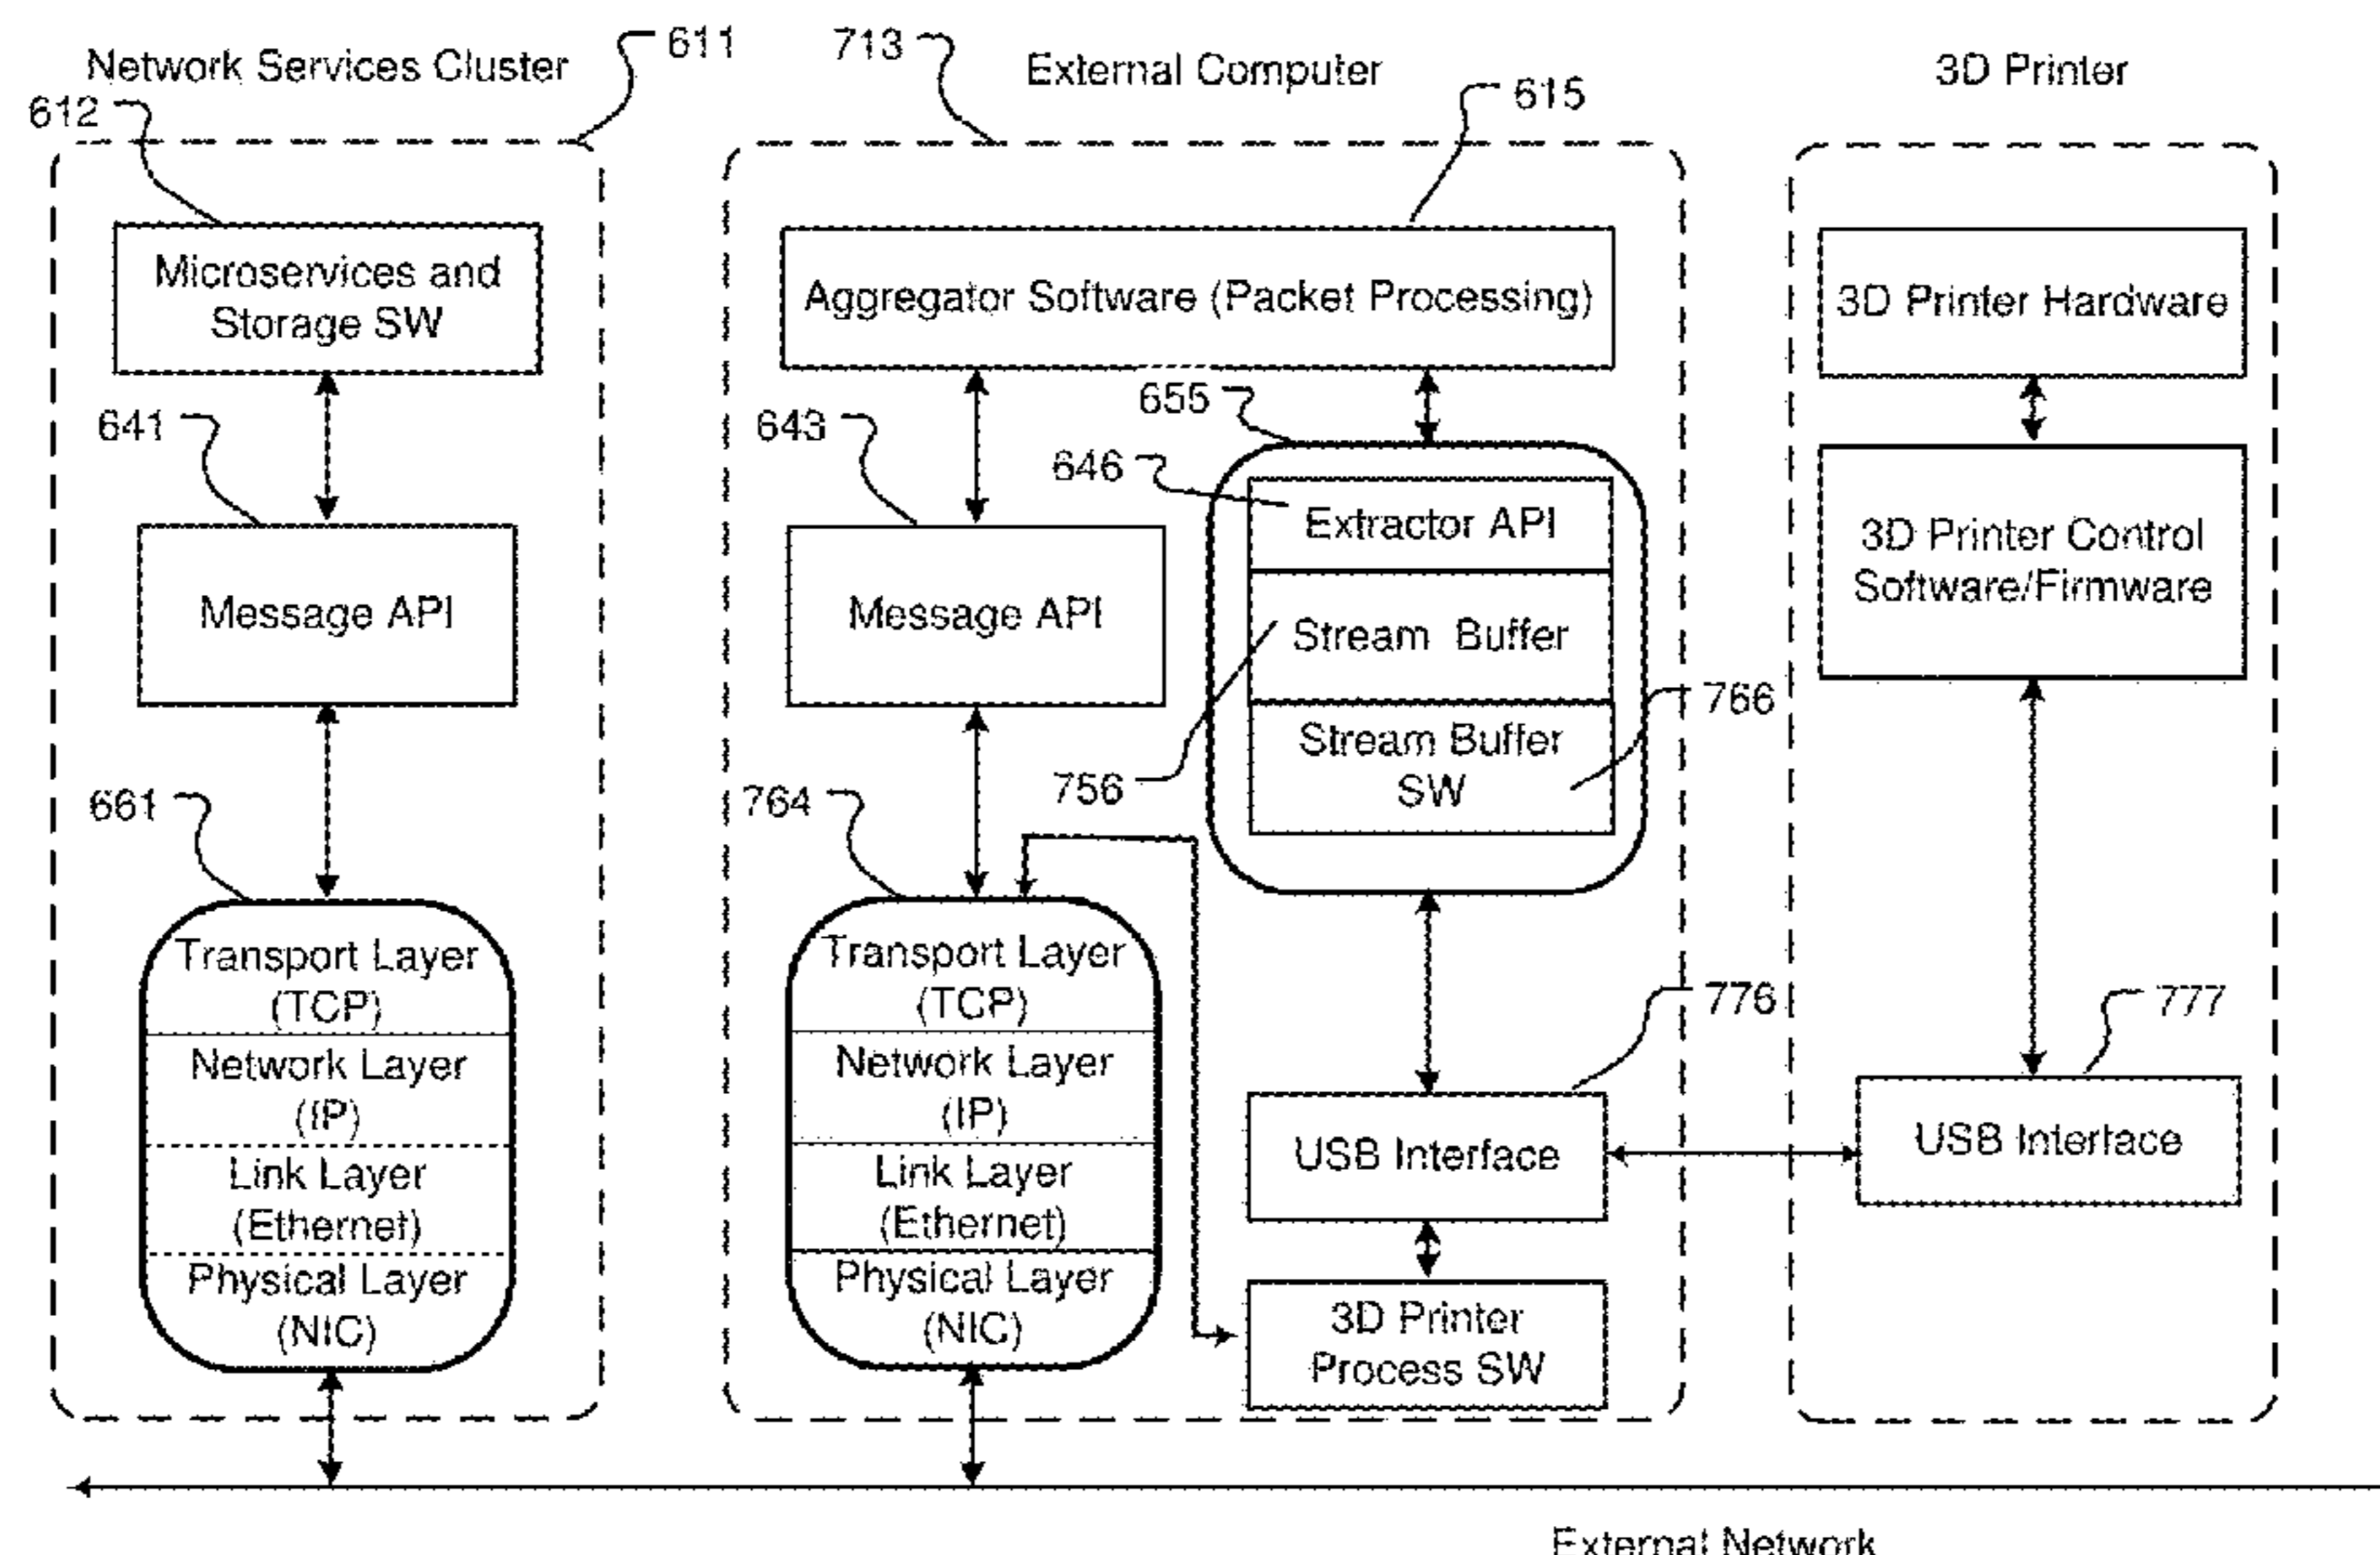 Network Services Cluster
611
612
Microservices and
Storage SW
641
Message API
661
Transport Layer
(TCP)
Network Layer
(IP)
Link Layer
(Ethernet)
Physical Layer
(NIC)
713
External Computer
615
Aggregator Software (Packet Processing)
643
Message API
655
646
Extractor API
Stream Buffer
756
Stream Buffer
SW
766
764
Transport Layer
(TCP)
Network Layer
(IP)
Link Layer
(Ethernet)
Physical Layer
(NIC)
776
USB Interface
3D Printer
Process SW
3D Printer
3D Printer Hardware
3D Printer Control
Software/Firmware
777
USB Interface
External Network